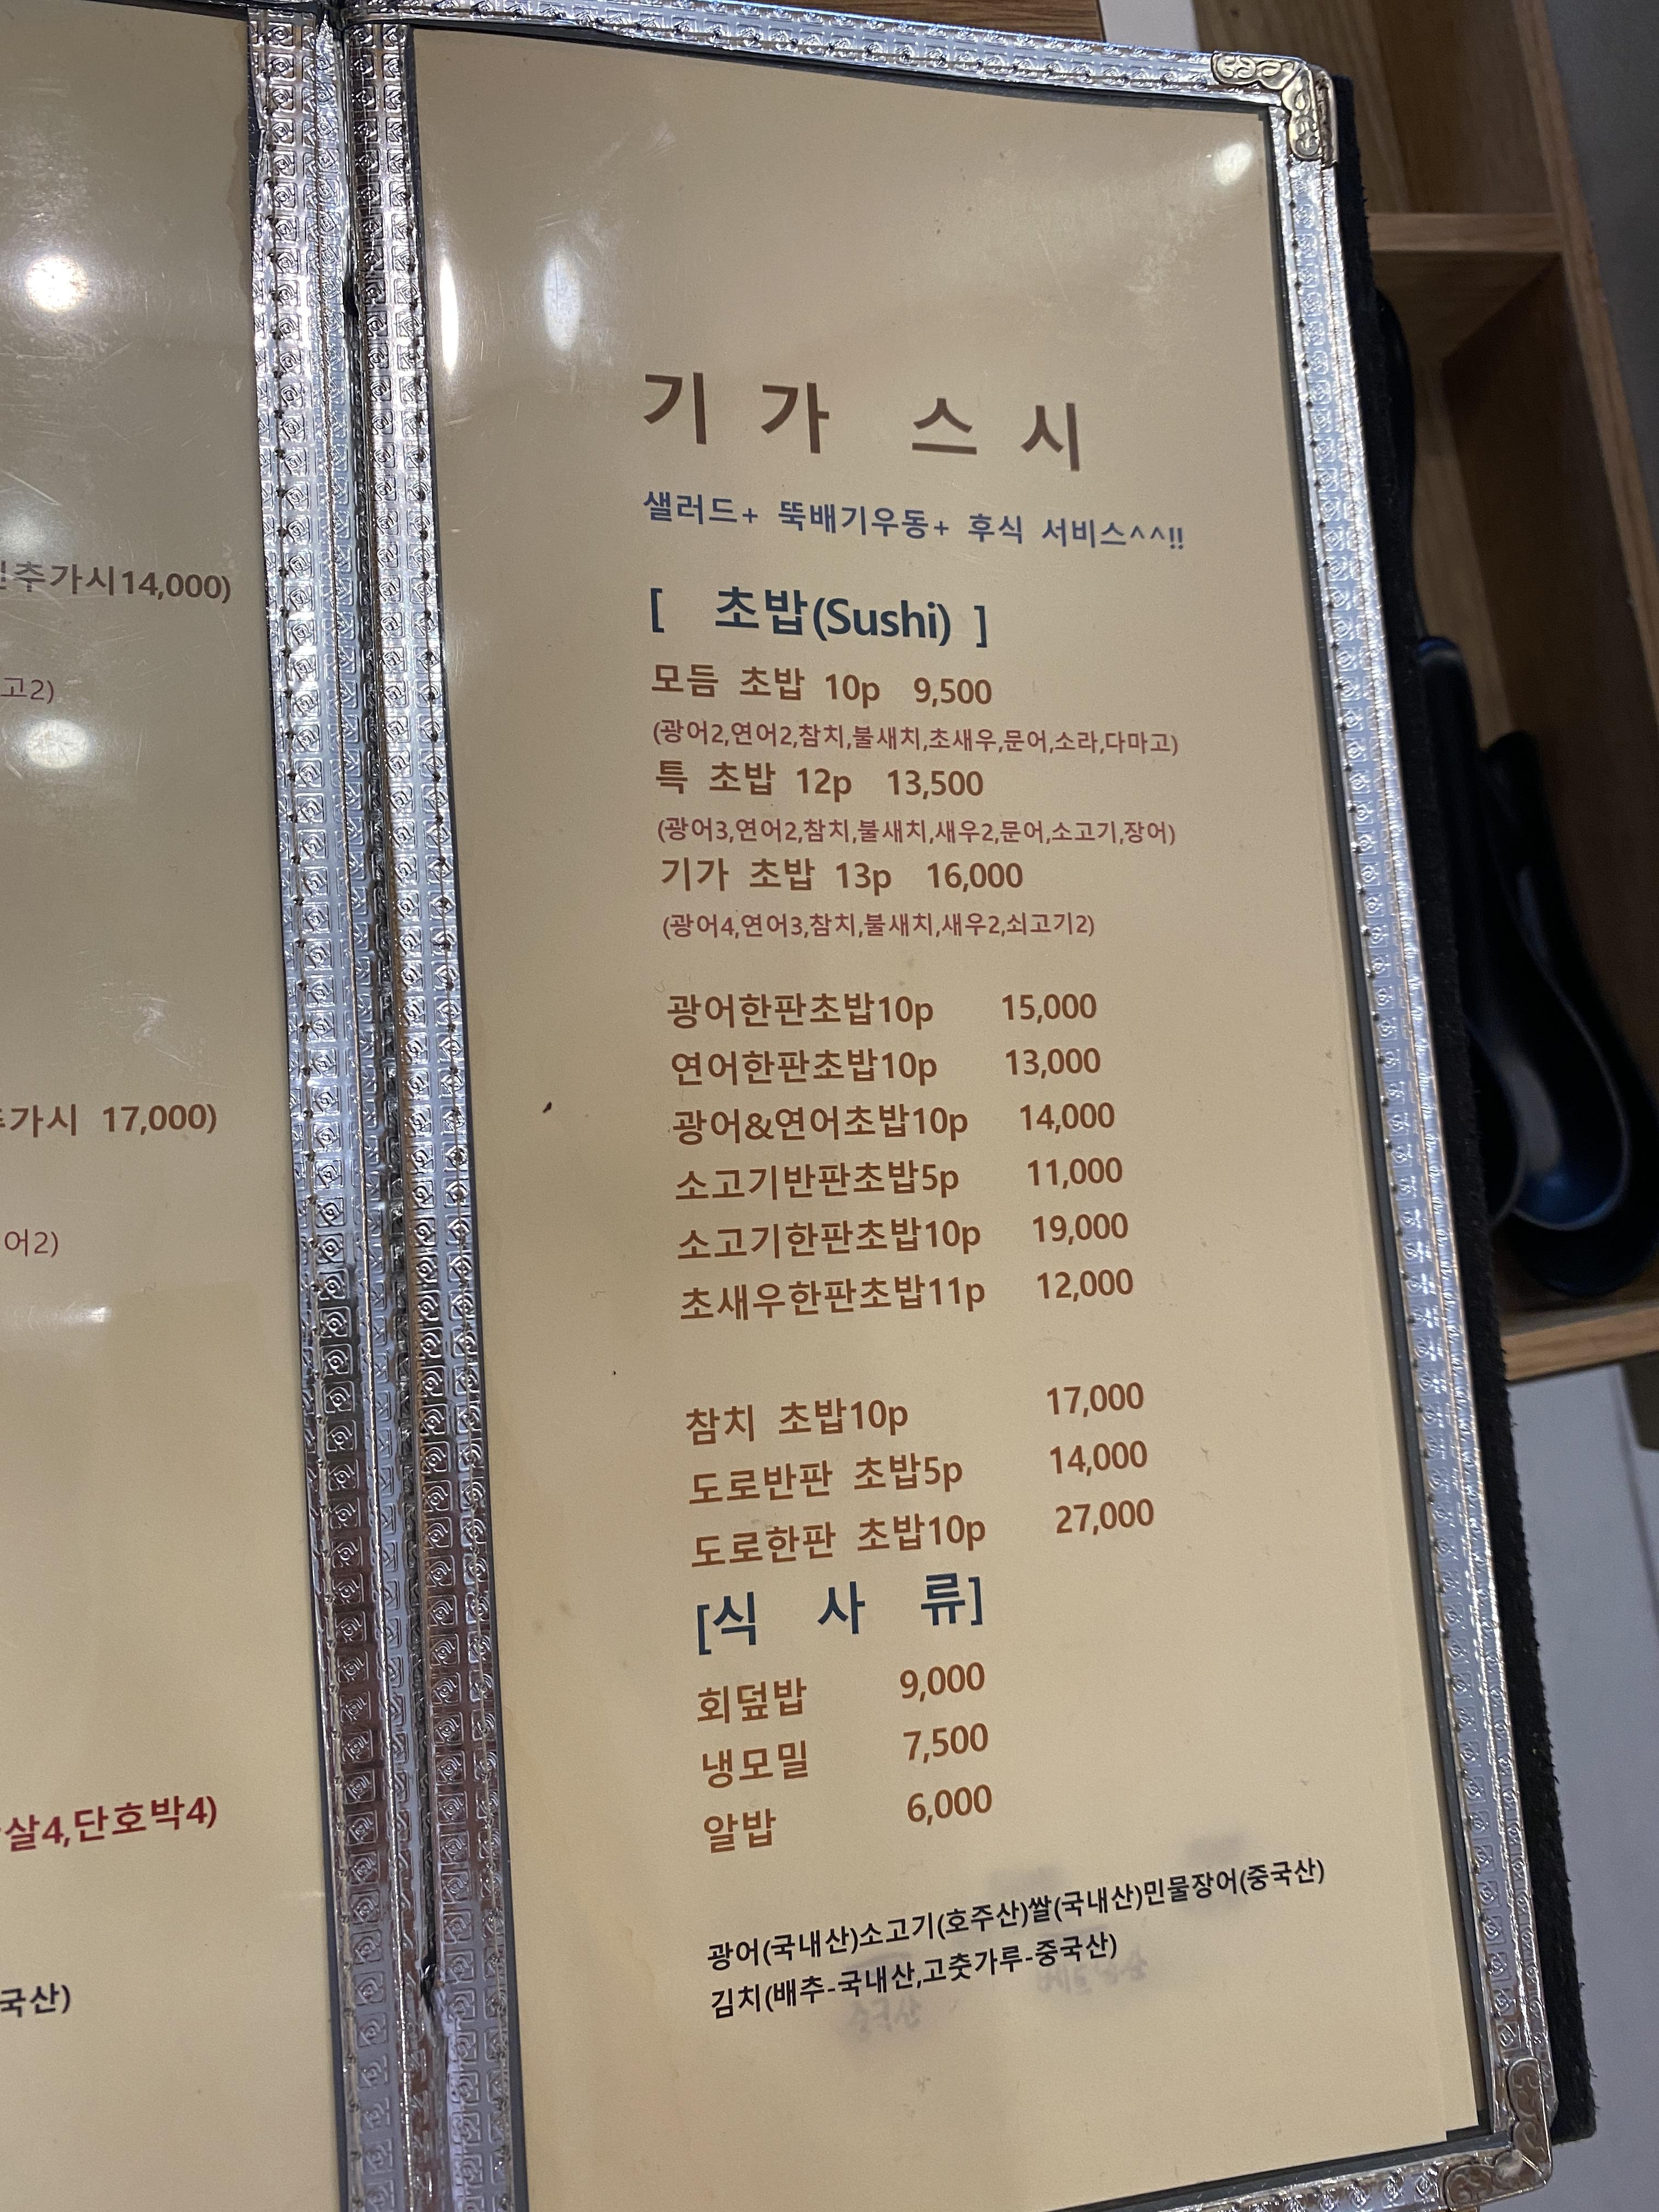 추가시14,000)
고2)
가시 17,000)
어2)
살4,단호박4)
국산)
기가 스시
샐러드+ 뚝배기우동+ 후식 서비스^^!!
[ 초밥(Sushi) ]
모듬 초밥 10p 9,500
(광어2,연어2,참치,불새치,초새우,문어,소라,다마고)
특 초밥 12p 13,500
(광어3,연어2,참치,불새치,새우2,문어,소고기,장어)
기가 초밥 13p 16,000
(광어4,연어3,참치,불새치,새우2,쇠고기2)
광어한판초밥10p 15,000
연어한판초밥10p 13,000
광어&연어초밥10p 14,000
소고기반판초밥5p 11,000
소고기한판초밥10p 19,000
초새우한판초밥11p 12,000
참치 초밥10p 17,000
도로반판 초밥5p 14,000
도로한판 초밥10p 27,000
[식 사 류]
회덮밥 9,000
냉모밀 7,500
알밥 6,000
광어(국내산)소고기(호주산)쌀(국내산)민물장어(중국산)
김치(배추-국내산,고춧가루-중국산)